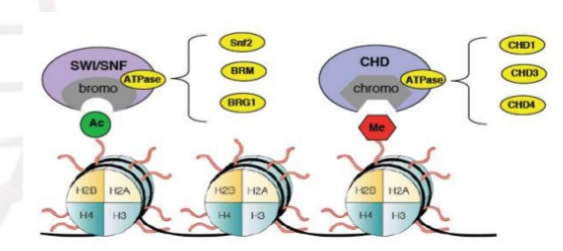 Snf2
SWI/SNF
ATPase
BRM
bromo
BRG1
Ac
CHD1
CHD
ATPase
CHD3
chromo
CHD4
Me
H2B H2A
H4 H3
H2B H2A
H4 H3
H2B H2A
H4 H3